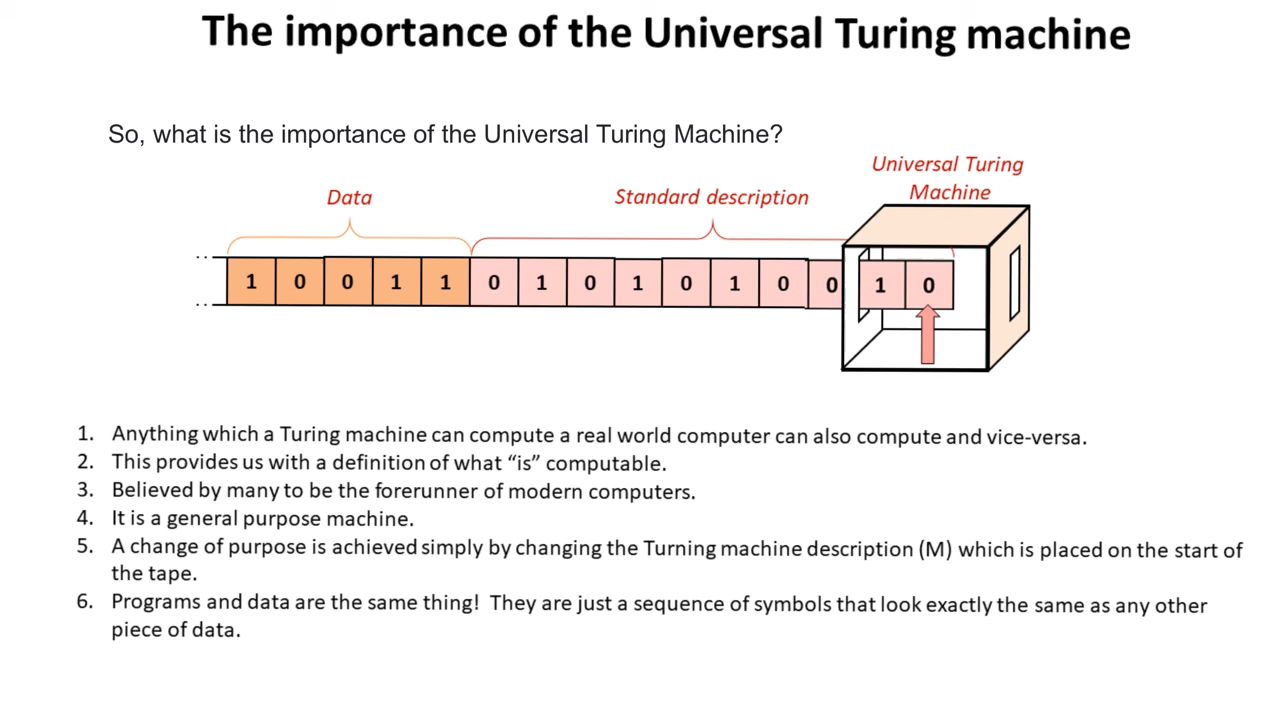 The importance of the Universal Turing machine
So, what is the importance of the Universal Turing Machine?
Universal Turing
Machine
Data
Standard description
1 0 0 1 1 0 1 0 1 0 1 0 0 1 0
1. Anything which a Turing machine can compute a real world computer can also compute and vice-versa.
2. This provides us with a definition of what “is” computable.
3. Believed by many to be the forerunner of modern computers.
4. It is a general purpose machine.
5. A change of purpose is achieved simply by changing the Turning machine description (M) which is placed on the start of
the tape.
6. Programs and data are the same thing! They are just a sequence of symbols that look exactly the same as any other
piece of data.